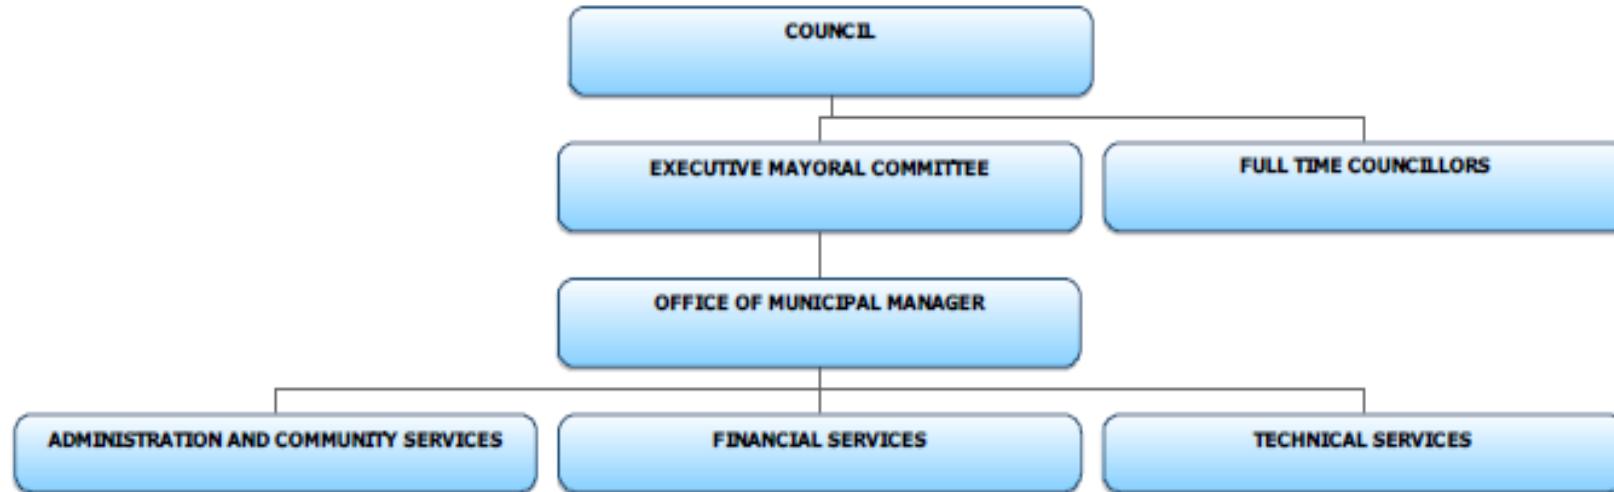 COUNCIL
EXECUTIVE MAYORAL COMMITTEE
FULL TIME COUNCILLORS
OFFICE OF MUNICIPAL MANAGER
ADMINISTRATION AND COMMUNITY SERVICES
FINANCIAL SERVICES
TECHNICAL SERVICES